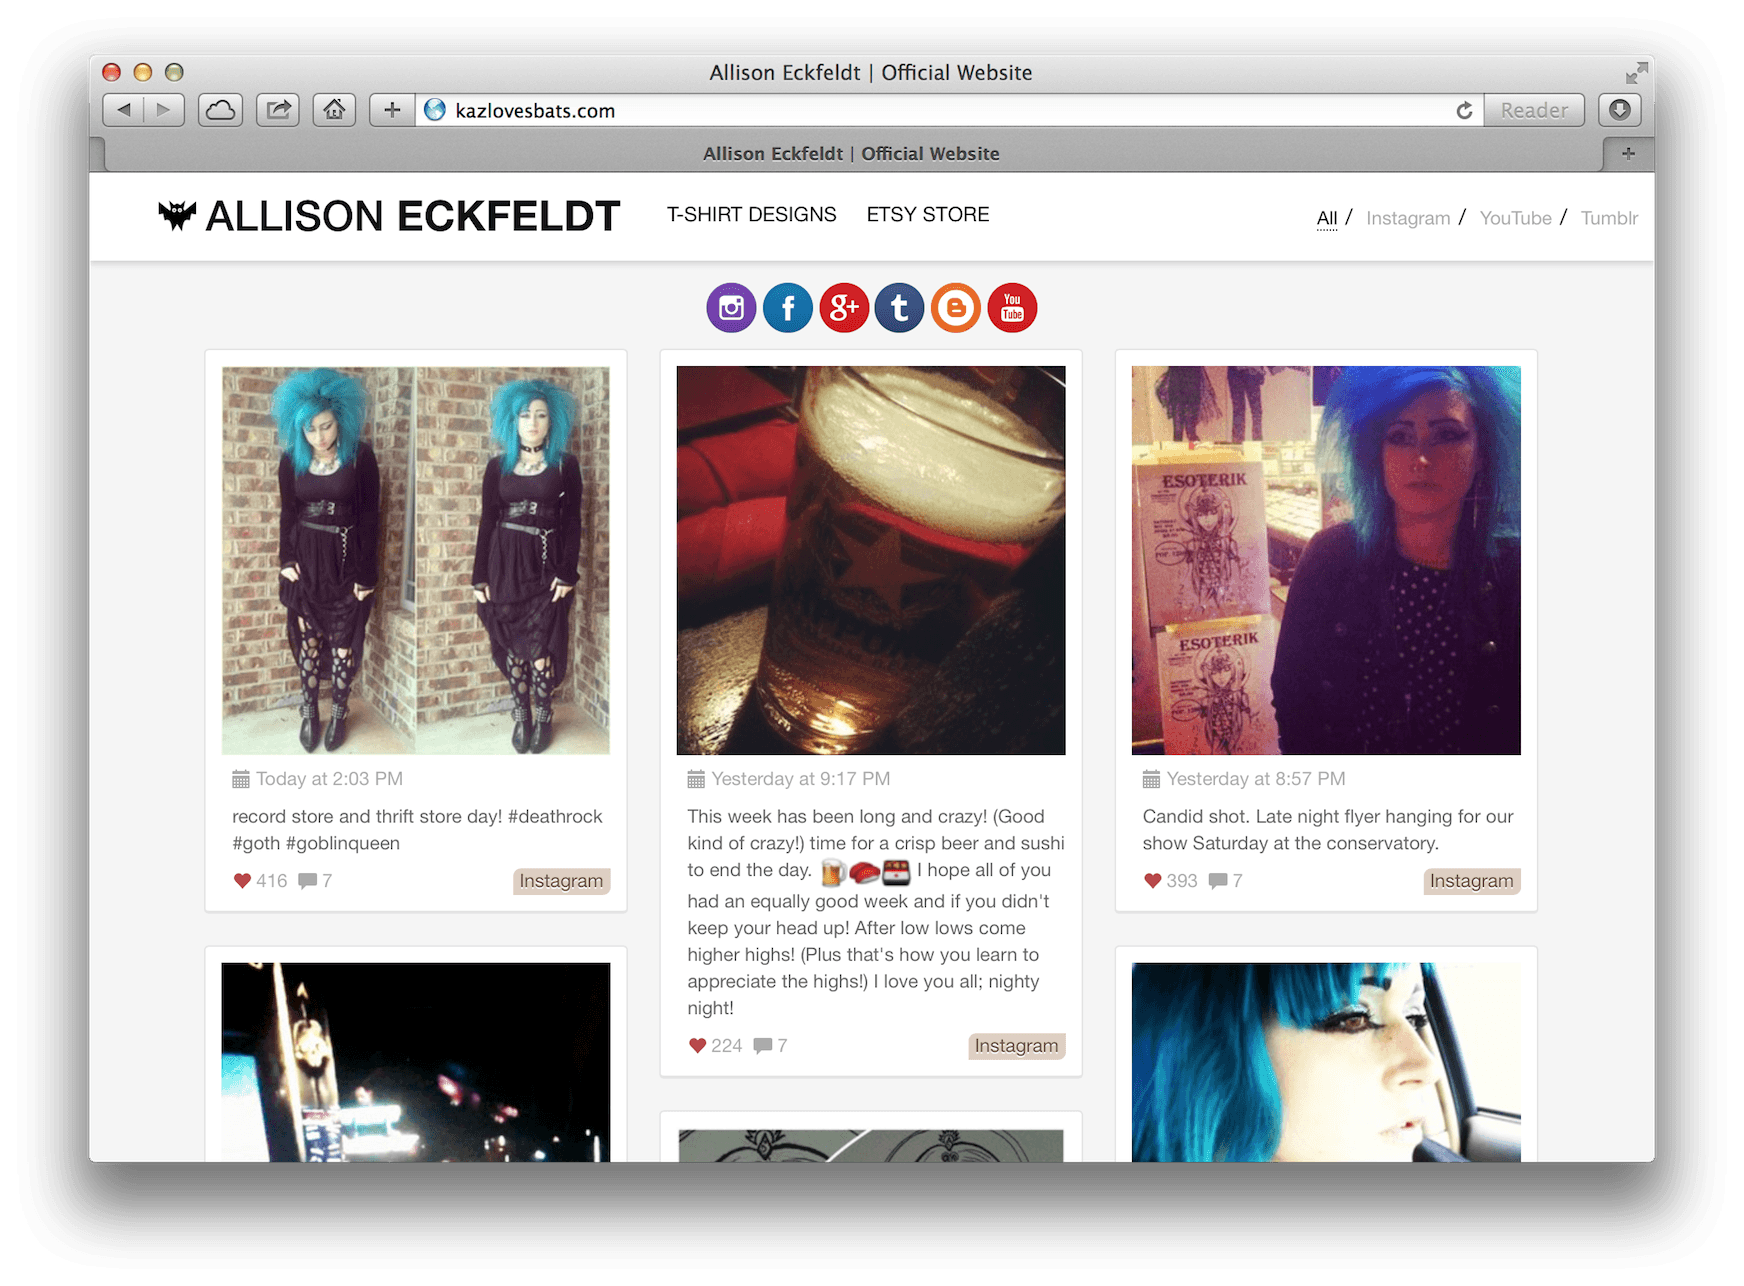 Allison Eckfeldt | Official Website
kazlovesbats.com
Reader
Allison Eckfeldt | Official Website
ALLISON ECKFELDT
T-SHIRT DESIGNS
ETSY STORE
All / Instagram / YouTube / Tumblr
f
g+
t
B
You
Tube
ESOTERIK
ESOTERIK
Today at 2:03 PM
record store and thrift store day! #deathrock
#goth #goblinqueen
416 7
Instagram
Yesterday at 9:17 PM
This week has been long and crazy! (Good
kind of crazy!) time for a crisp beer and sushi
to end the day. 🍺🍣🍱 I hope all of you
had an equally good week and if you didn't
keep your head up! After low lows come
higher highs! (Plus that's how you learn to
appreciate the highs!) I love you all; nighty
night!
224 7
Instagram
Yesterday at 8:57 PM
Candid shot. Late night flyer hanging for our
show Saturday at the conservatory.
393 7
Instagram